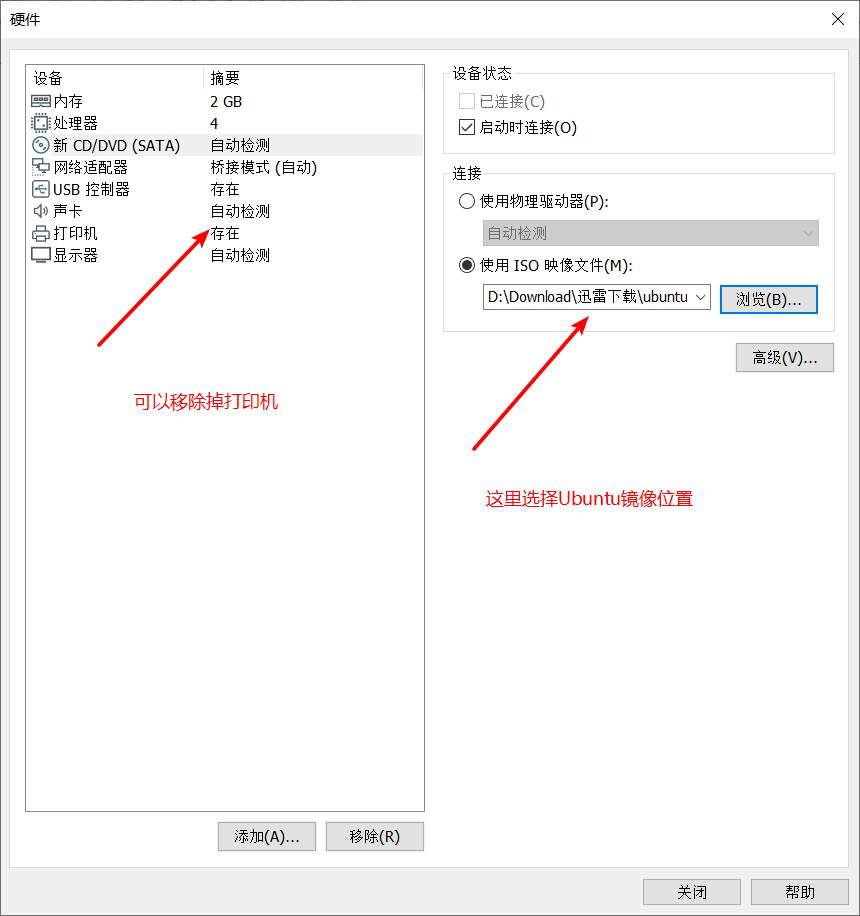 硬件
设备 摘要
内存 2 GB
处理器 4
新 CD/DVD (SATA) 自动检测
网络适配器 桥接模式 (自动)
USB 控制器 存在
声卡 自动检测
打印机 存在
显示器 自动检测
可以移除掉打印机
添加(A)... 移除(R)
设备状态
已连接(C)
启动时连接(O)
连接
使用物理驱动器(P):
自动检测
使用 ISO 映像文件(M):
D:\Download\迅雷下载\ubuntu 浏览(B)...
高级(V)...
这里选择Ubuntu镜像位置
关闭 帮助